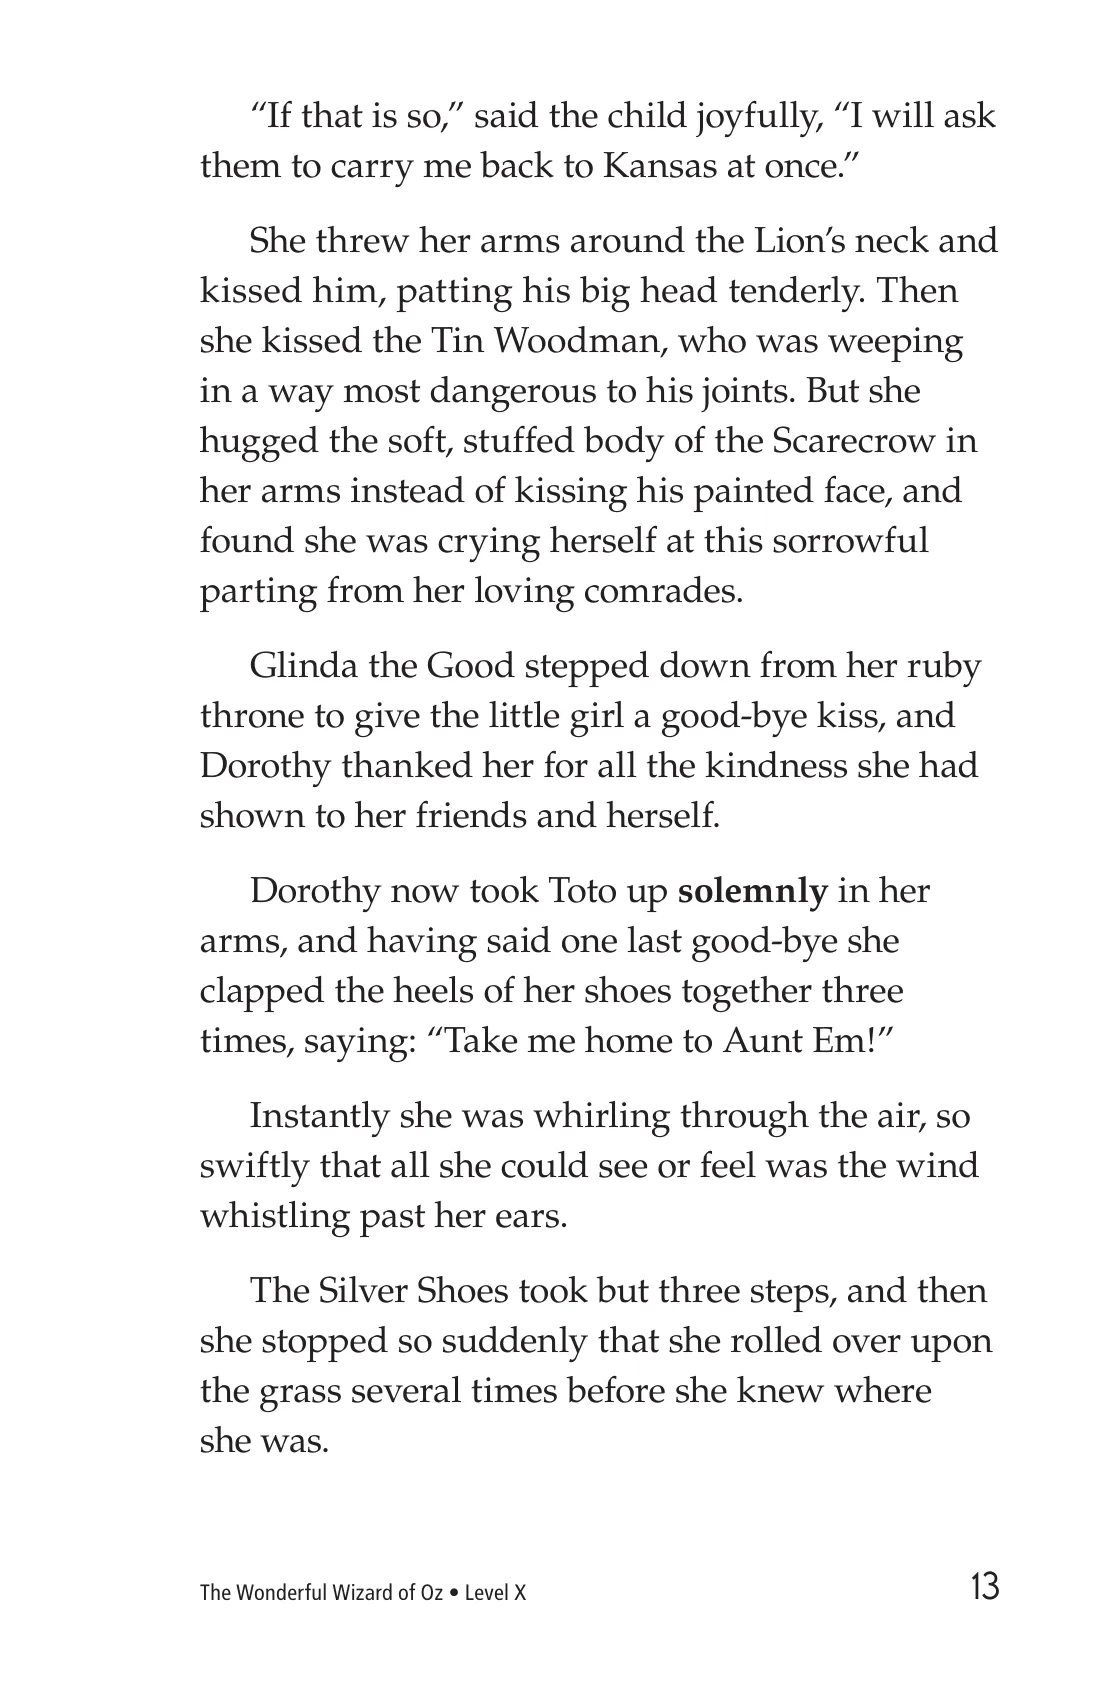 “If that is so,” said the child joyfully, “I will ask
them to carry me back to Kansas at once.”
She threw her arms around the Lion’s neck and
kissed him, patting his big head tenderly. Then
she kissed the Tin Woodman, who was weeping
in a way most dangerous to his joints. But she
hugged the soft, stuffed body of the Scarecrow in
her arms instead of kissing his painted face, and
found she was crying herself at this sorrowful
parting from her loving comrades.
Glinda the Good stepped down from her ruby
throne to give the little girl a good-bye kiss, and
Dorothy thanked her for all the kindness she had
shown to her friends and herself.
Dorothy now took Toto up solemnly in her
arms, and having said one last good-bye she
clapped the heels of her shoes together three
times, saying: “Take me home to Aunt Em!”
Instantly she was whirling through the air, so
swiftly that all she could see or feel was the wind
whistling past her ears.
The Silver Shoes took but three steps, and then
she stopped so suddenly that she rolled over upon
the grass several times before she knew where
she was.
The Wonderful Wizard of Oz • Level X 13